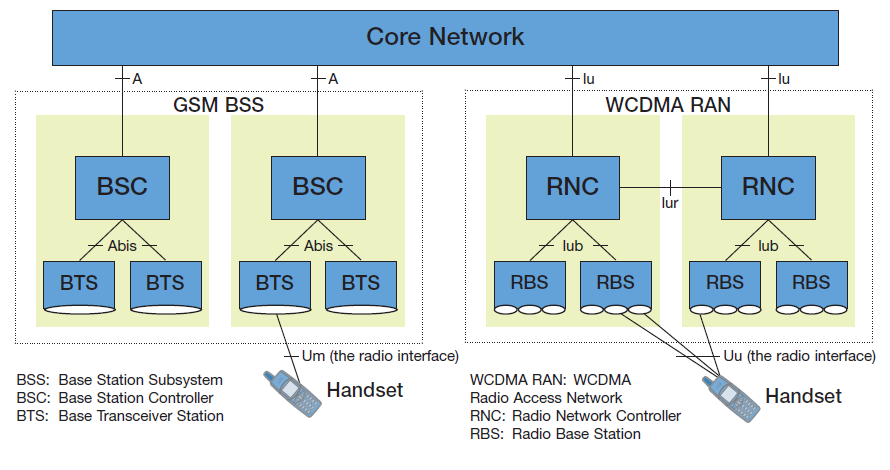 Core Network
A
A
Iu
Iu
GSM BSS
WCDMA RAN
BSC
BSC
RNC
RNC
Iur
Abis
Abis
Iub
Iub
BTS
BTS
BTS
BTS
RBS
RBS
RBS
RBS
Um (the radio interface)
Uu (the radio interface)
Handset
Handset
BSS: Base Station Subsystem
BSC: Base Station Controller
BTS: Base Transceiver Station
WCDMA RAN: WCDMA
Radio Access Network
RNC: Radio Network Controller
RBS: Radio Base Station